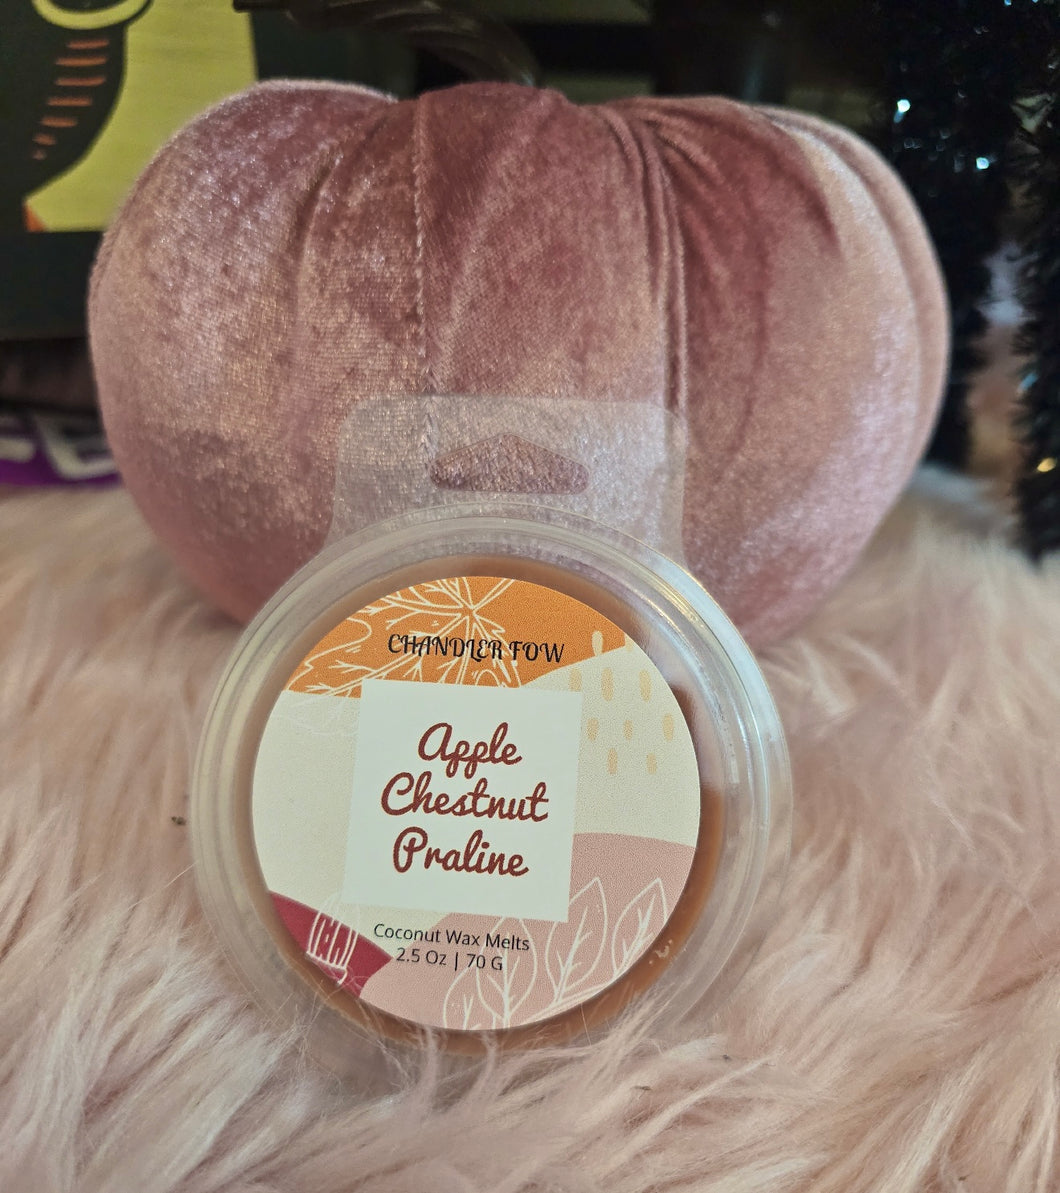 CHANDLER FOW
Apple
Chestnut
Praline
Coconut Wax Melts
2.5 Oz | 70 G